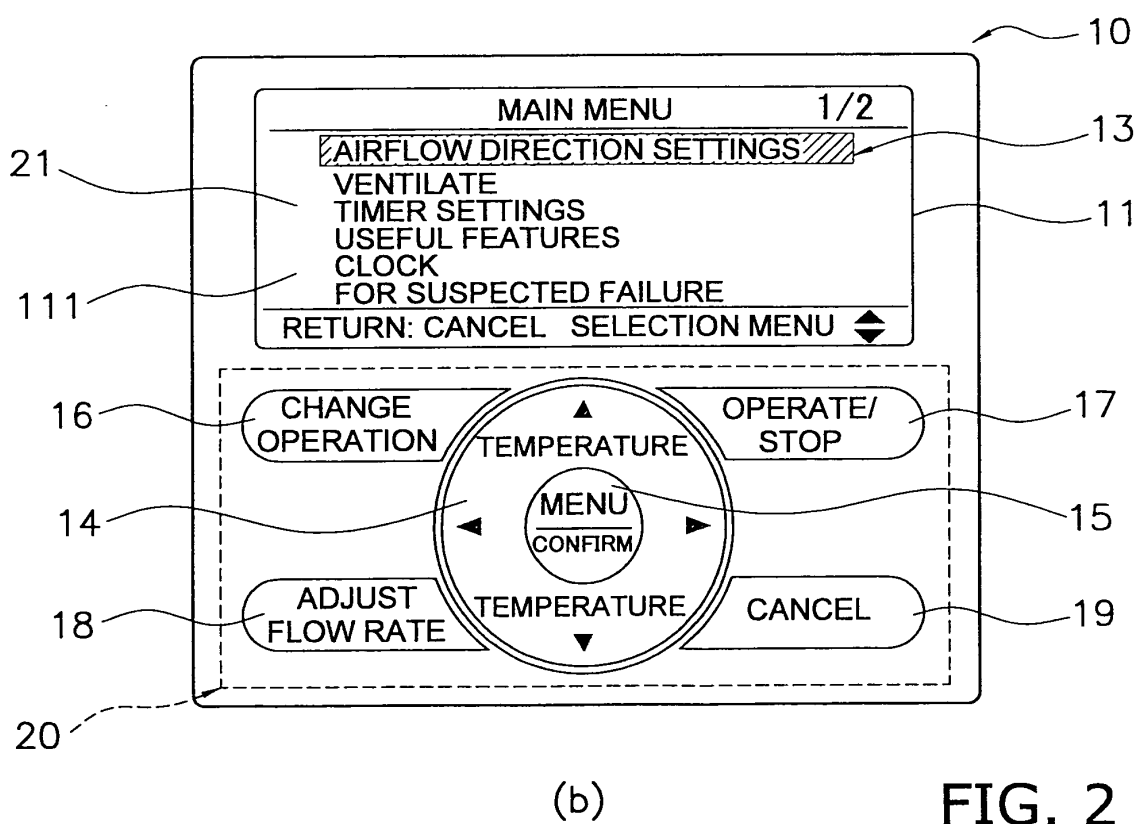 10
MAIN MENU 1/2
13
AIRFLOW DIRECTION SETTINGS
21
VENTILATE
TIMER SETTINGS
11
USEFUL FEATURES
CLOCK
111
FOR SUSPECTED FAILURE
RETURN: CANCEL SELECTION MENU
16
CHANGE
OPERATION
OPERATE/
STOP
17
TEMPERATURE
14
MENU
CONFIRM
15
18
ADJUST
FLOW RATE
TEMPERATURE
CANCEL
19
20
(b)
FIG. 2